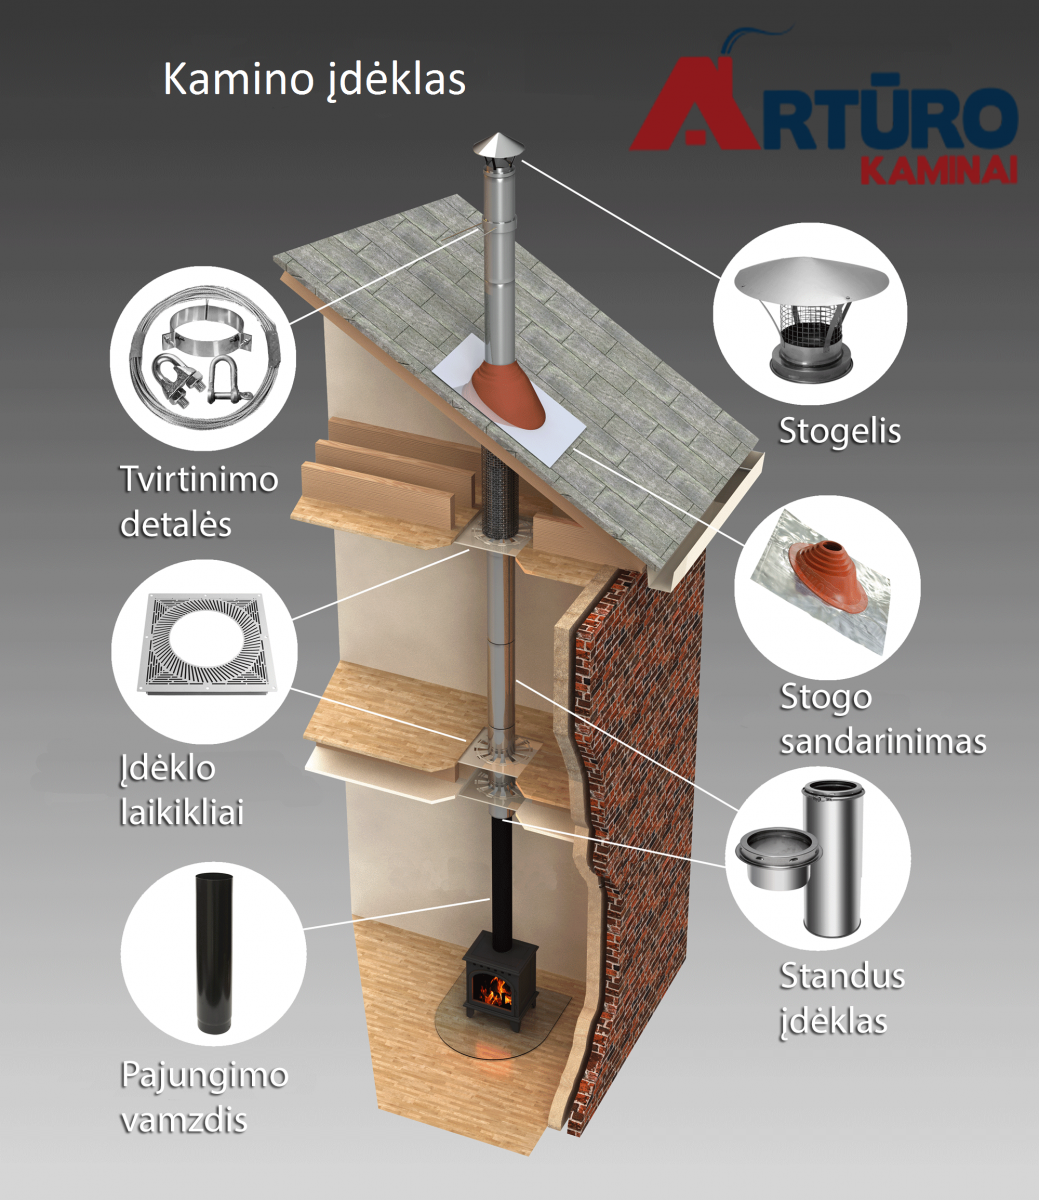 Kamino įdėklas
ARTŪRO
KAMINAI
Stogelis
Tvirtinimo
detalės
Stogo
sandarinimas
Įdėklo
laikikliai
Standus
įdėklas
Pajungimo
vamzdis